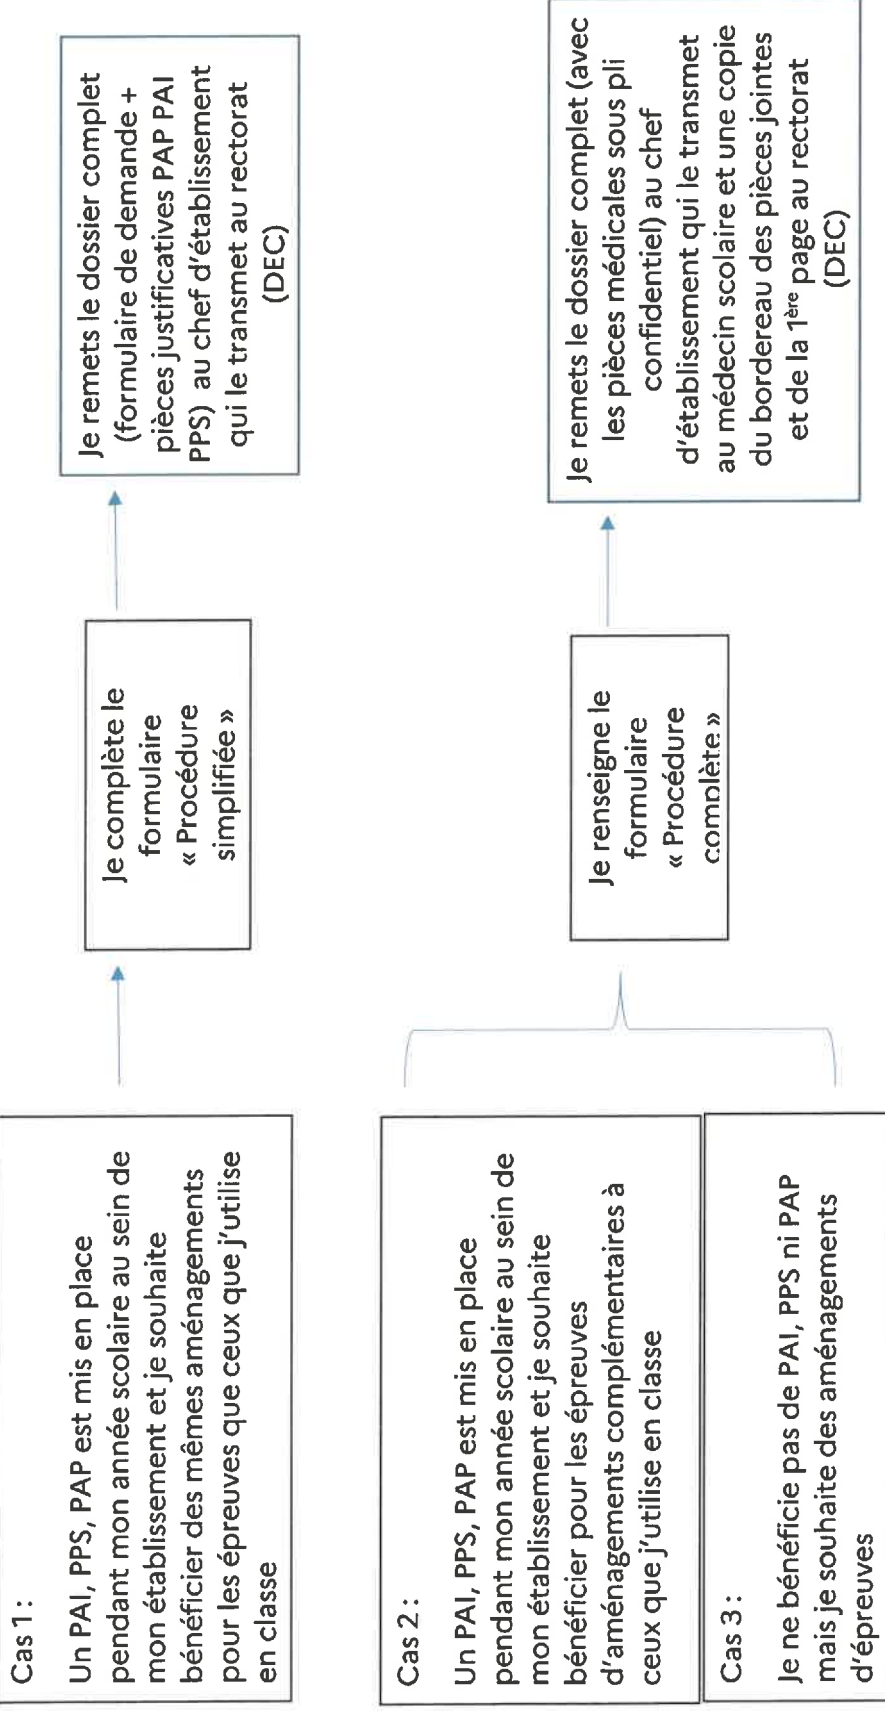 Cas 1 :
Un PAI, PPS, PAP est mis en place
pendant mon année scolaire au sein de
mon établissement et je souhaite
bénéficier des mêmes aménagements
pour les épreuves que ceux que j'utilise
en classe
Je complète le
formulaire
« Procédure
simplifiée »
Je remets le dossier complet
(formulaire de demande +
pièces justificatives PAP PAI
PPS) au chef d'établissement
qui le transmet au rectorat
(DEC)
Cas 2 :
Un PAI, PPS, PAP est mis en place
pendant mon année scolaire au sein de
mon établissement et je souhaite
bénéficier pour les épreuves
d'aménagements complémentaires à
ceux que j'utilise en classe
Cas 3 :
Je ne bénéficie pas de PAI, PPS ni PAP
mais je souhaite des aménagements
d'épreuves
Je renseigne le
formulaire
« Procédure
complète »
Je remets le dossier complet (avec
les pièces médicales sous pli
confidentiel) au chef
d'établissement qui le transmet
au médecin scolaire et une copie
du bordereau des pièces jointes
et de la 1ère page au rectorat
(DEC)